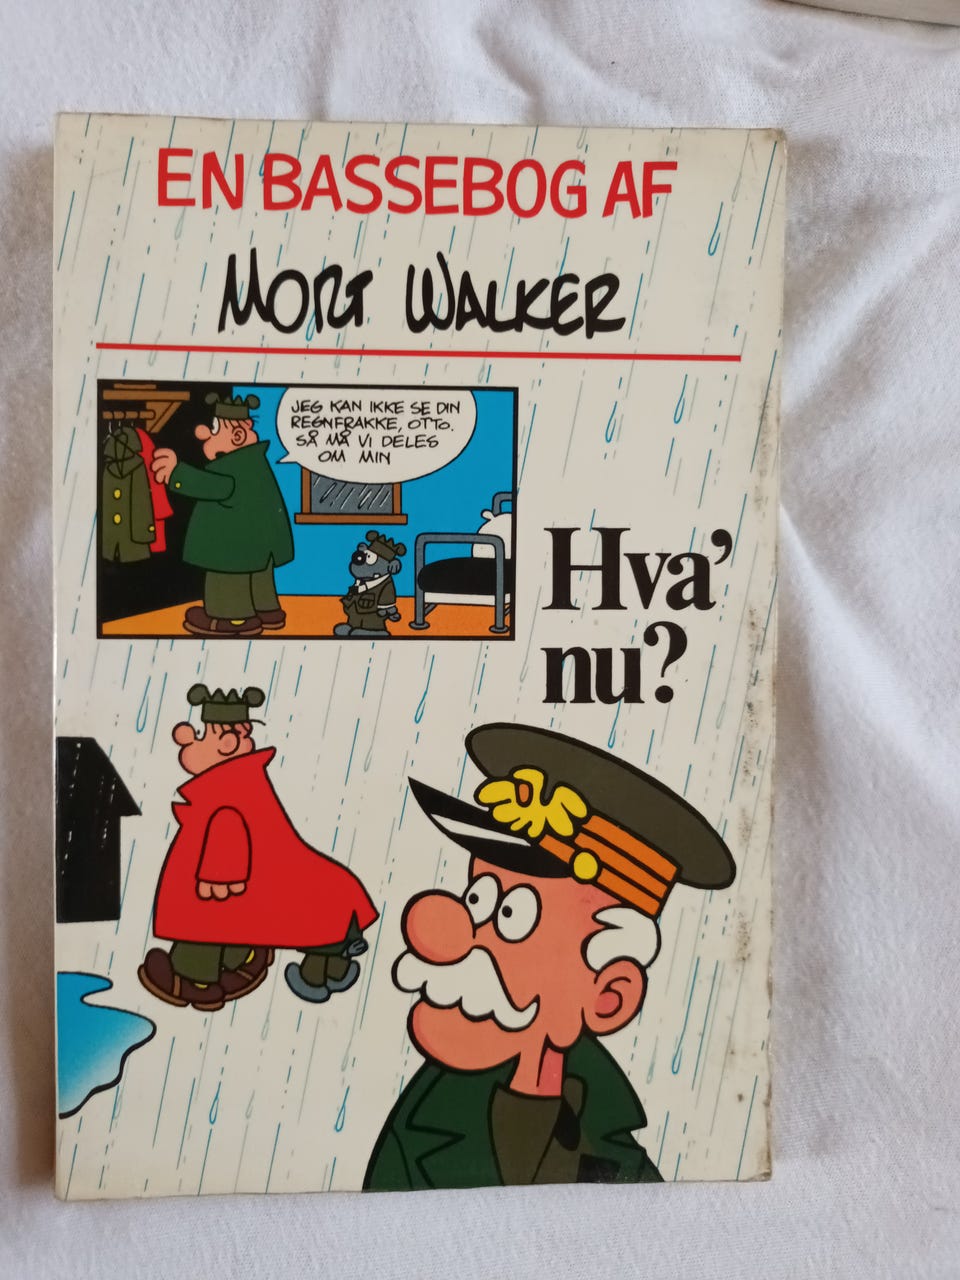 EN BASSEBOG AF
MORT WALKER
JEG KAN IKKE SE DIN
REGNFRAKKE, OTTO.
SÅ MÅ VI DELES
OM MIN
Hva'
nu?